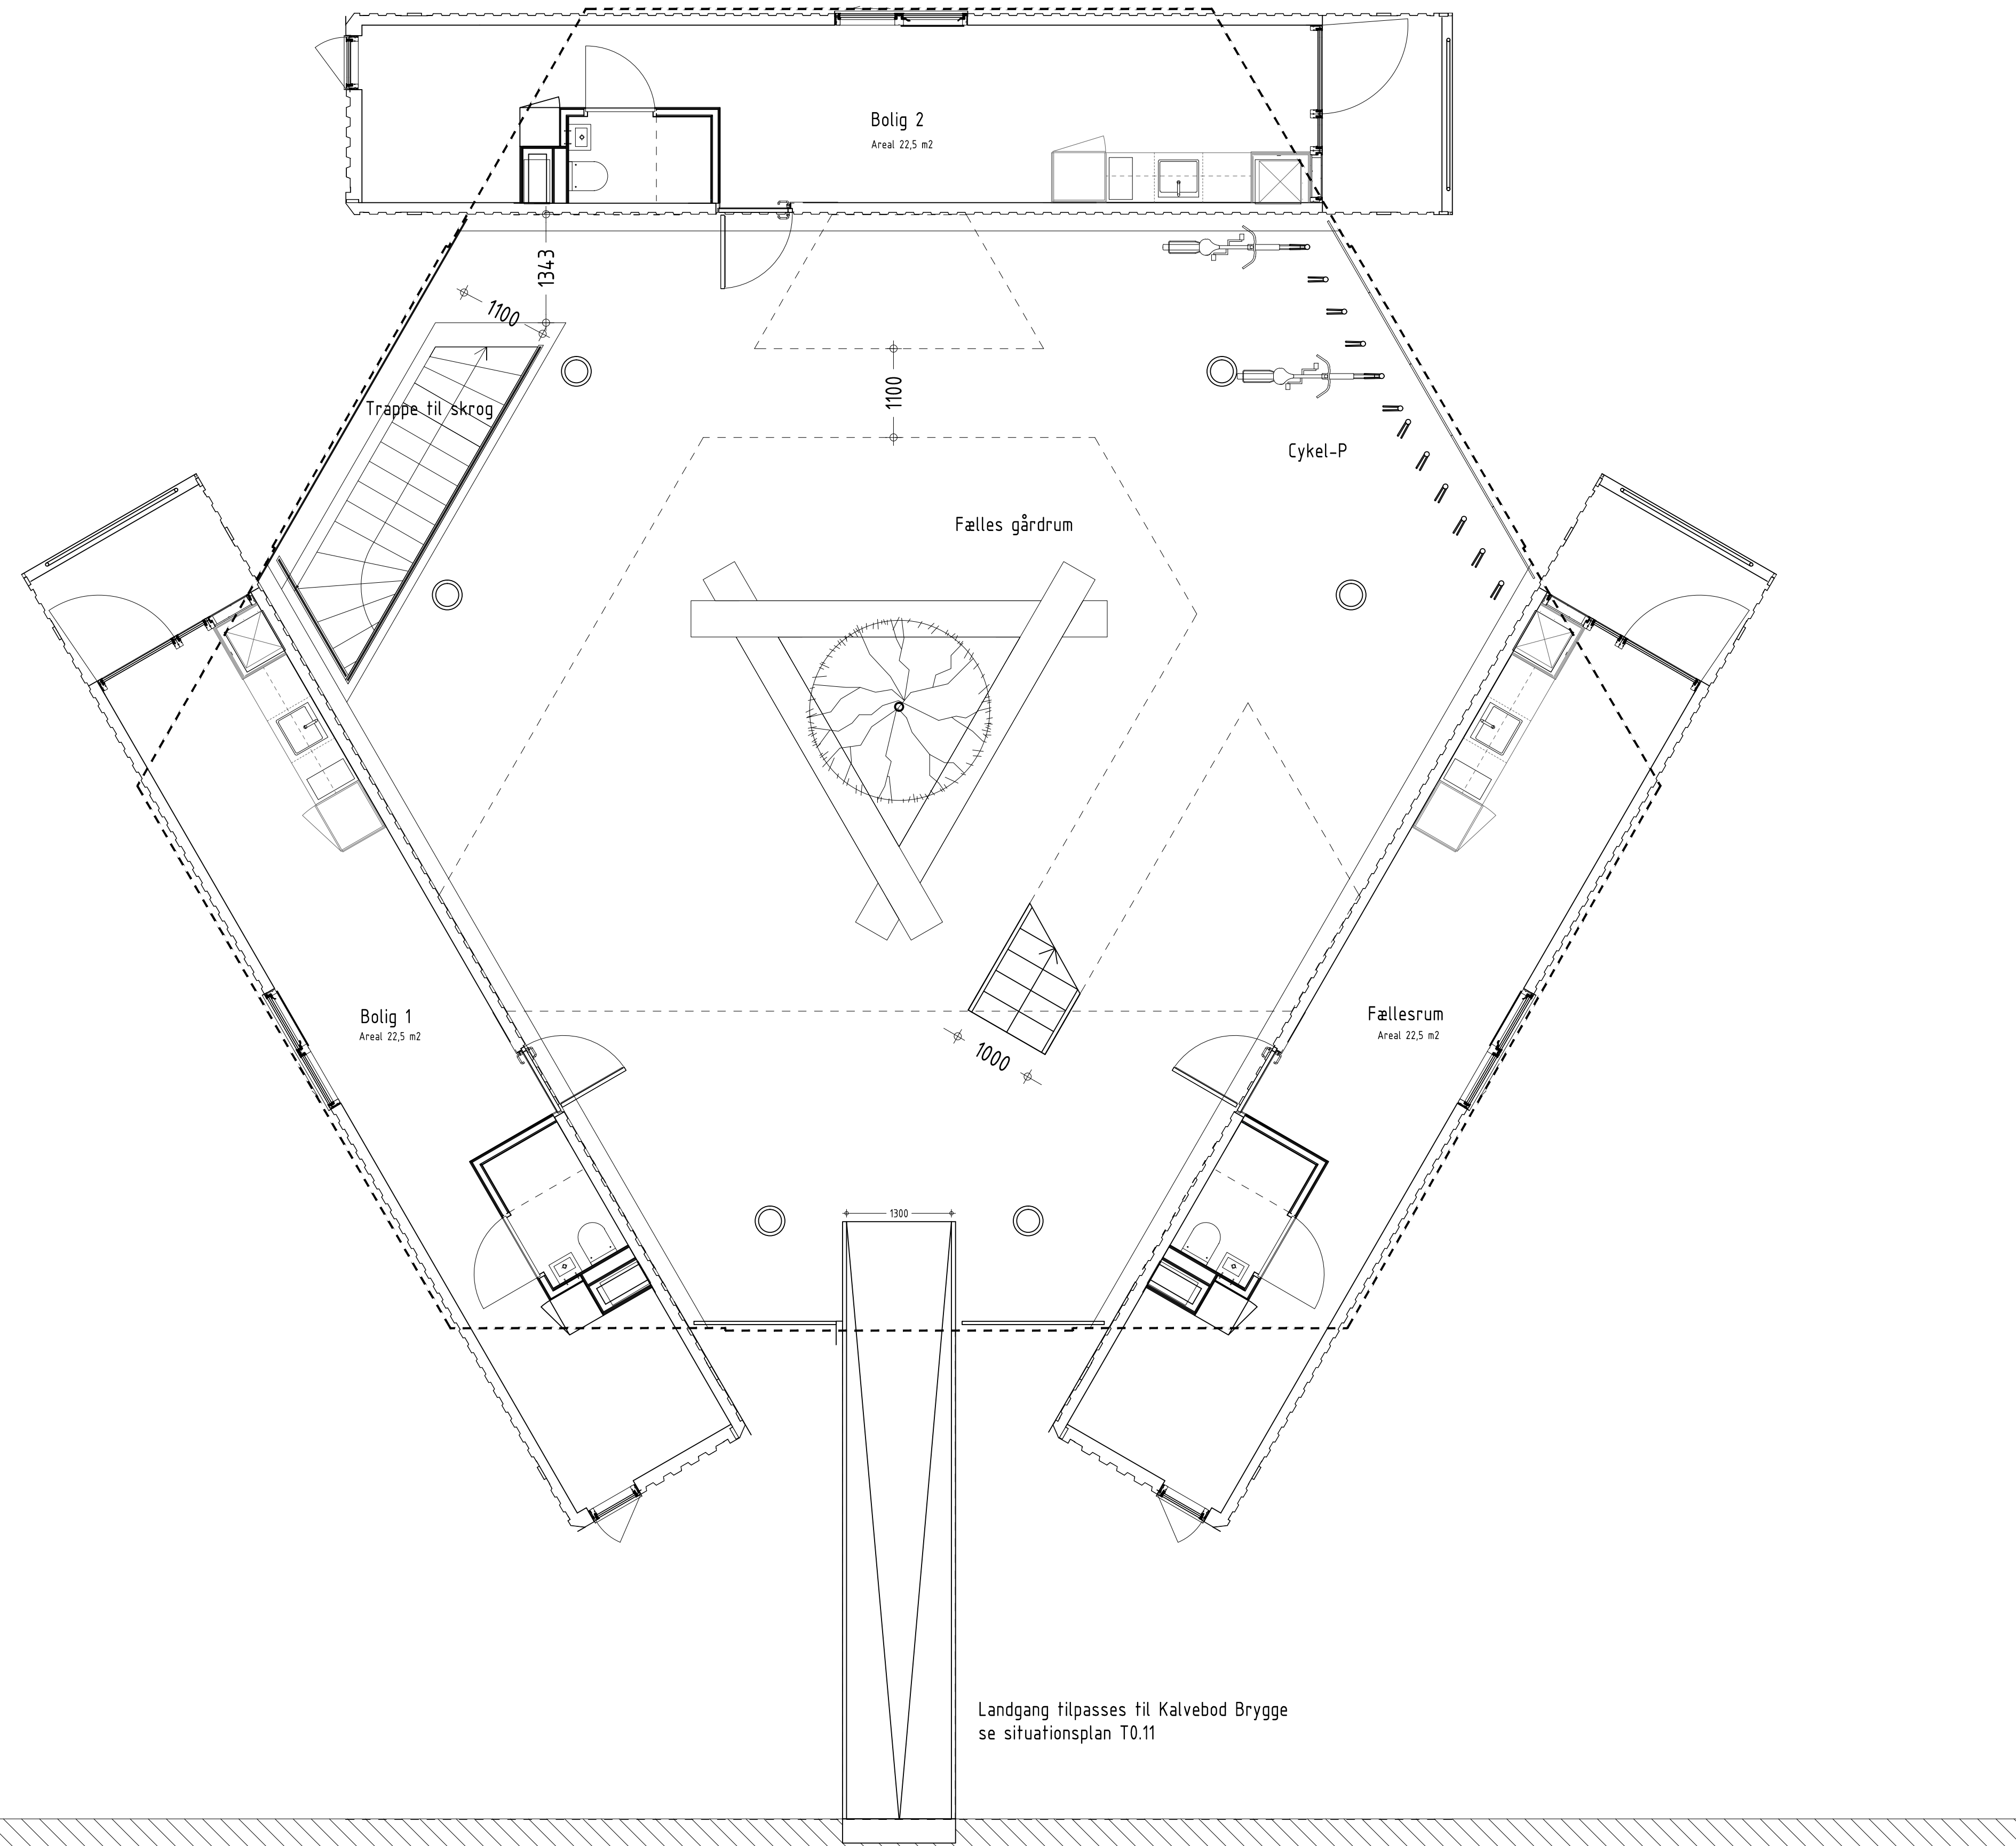 Bolig 2
Areal 22,5 m2
1343
1100
1100
Trappe til skrog
Cykel-P
Fælles gårdrum
Bolig 1
Areal 22,5 m2
Fællesrum
Areal 22,5 m2
1000
1300
Landgang tilpasses til Kalvebod Brygge
se situationsplan T0.11